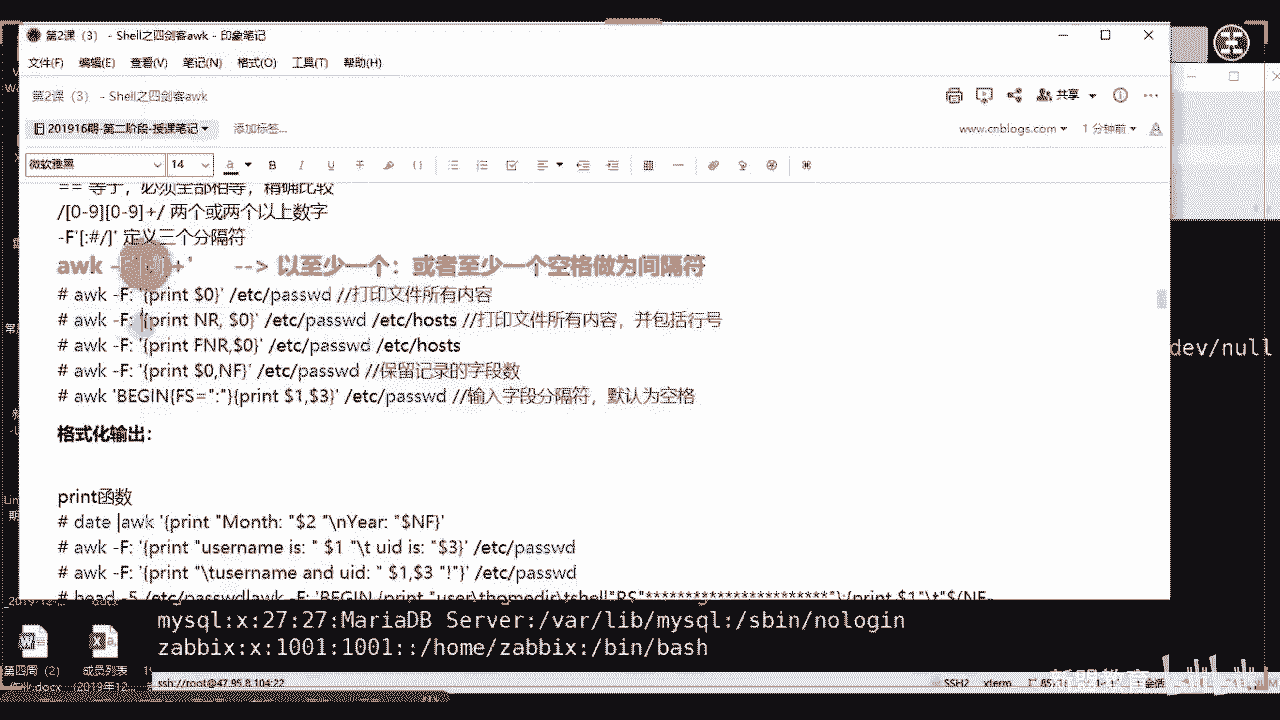 第2课（3） - Shell之四剑客awk - 印象笔记
文件(F) 编辑(E) 查看(V) 笔记(N) 格式(O) 工具(T) 帮助(H)
第2课（3） - Shell之四剑客awk
共享
201916期-第二阶段-授课笔记
添加标签...
www.cnblogs.com
1 分钟前
微软雅黑
14
== 等于，必须全部相等，精确比较
/[0-9][0-9]+/ 两个或两个以上数字
-F'[:#/]' 定义三个分隔符
awk - +' --> 以至少一个：或者至少一个空格做为间隔符
# awk -F: '{print $0}' /etc/passwd //打印文件所有内容
# awk -F: '{print NR, $0}' /etc/passwd /etc/hosts //打印文件所有内容，并包括行号
# awk -F: '{print FNR,$0}' /etc/passwd /etc/hosts
# awk -F: '{print $0,NF}' /etc/passwd //保留记录的字段数
# awk 'BEGIN{FS=":"}{print $1,$3}' /etc/passwd //输入字段分隔符，默认为空格
格式化输出：
print函数
# date |awk '{print "Month: "$2 "\nYear: "$NF}'
# awk -F: '{print "username is: " $1 "\t uid is: "$3}' /etc/passwd
# awk -F: '{print "\tusername and uid: " $1,$3 "!"}' /etc/passwd
dev/null
mysql:x:27:27:MariaDB Server:/var/lib/mysql:/sbin/nologin
zabbix:x:1001:1001::/home/zabbix:/bin/bash
第四周（2）
成员列表
(2019年12...
ssh://root@47.95.8.104:22
SSH2
xterm